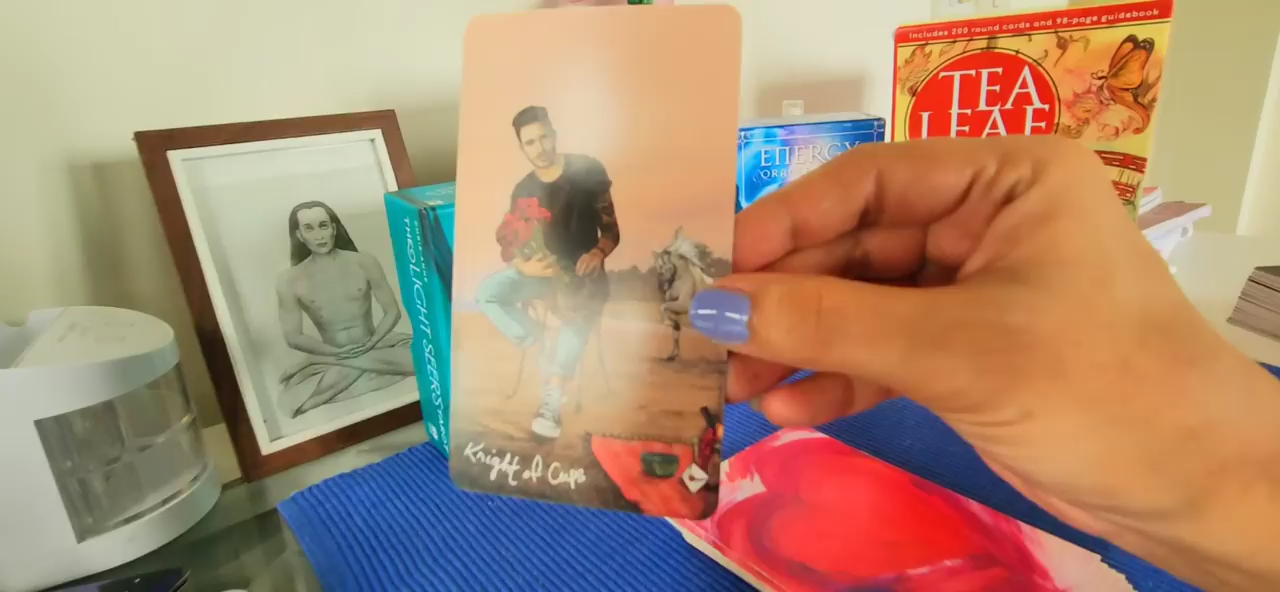 Includes 200 round cards and 98-page guidebook
TEA
LEAF
ENERGY
THE LIGHT SEER'S TAROT
Knight of Cups